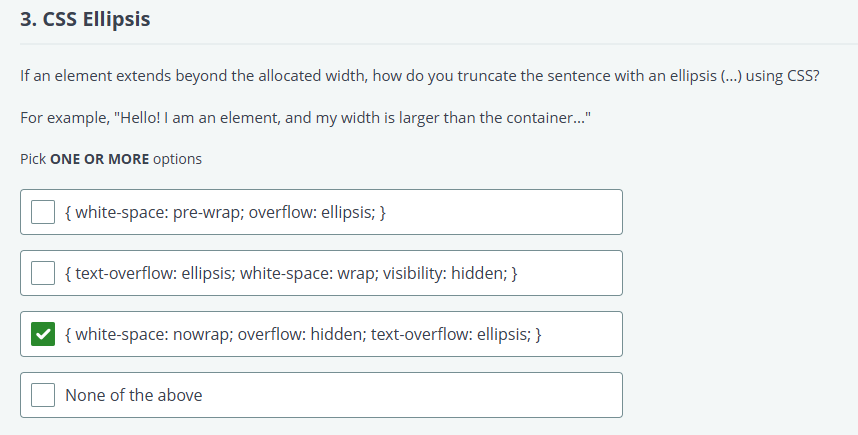 3. CSS Ellipsis
If an element extends beyond the allocated width, how do you truncate the sentence with an ellipsis (...) using CSS?
For example, "Hello! I am an element, and my width is larger than the container..."
Pick ONE OR MORE options
{ white-space: pre-wrap; overflow: ellipsis; }
{ text-overflow: ellipsis; white-space: wrap; visibility: hidden; }
{ white-space: nowrap; overflow: hidden; text-overflow: ellipsis; }
None of the above